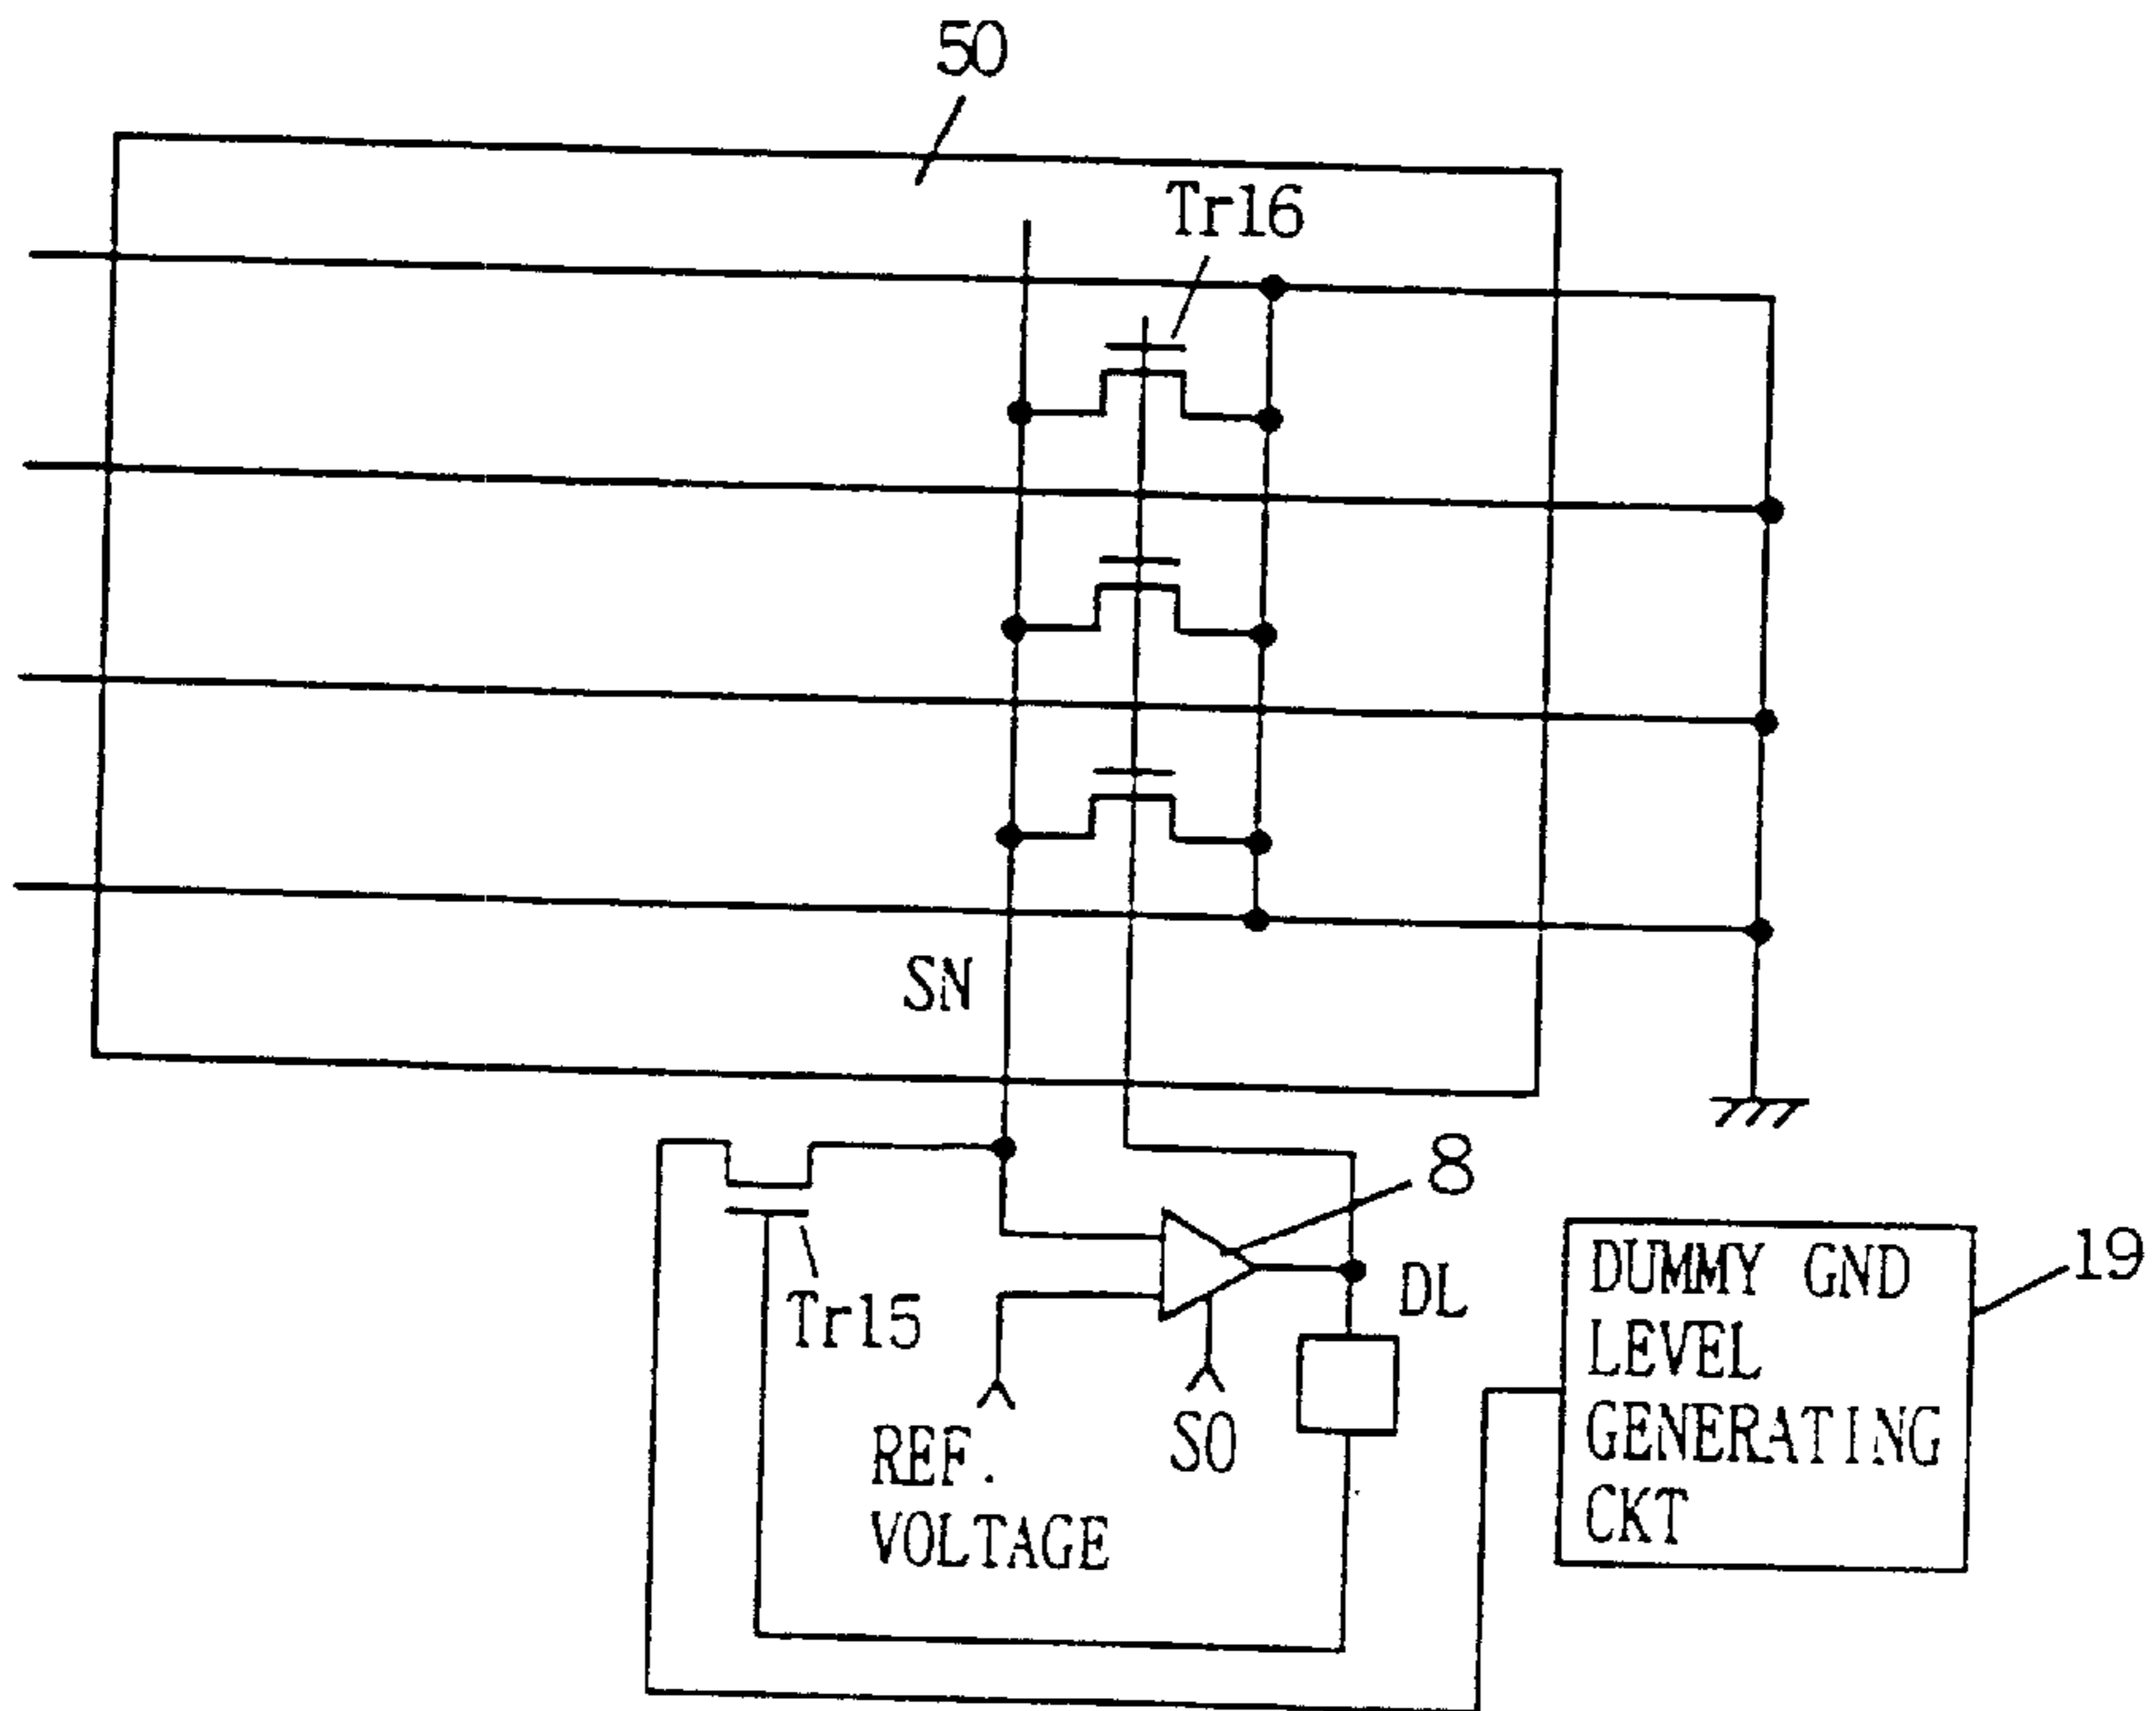 50
Tr16
SN
8
Tr15
DL
REF.
VOLTAGE
SO
DUMMY GND
LEVEL
GENERATING
CKT
19